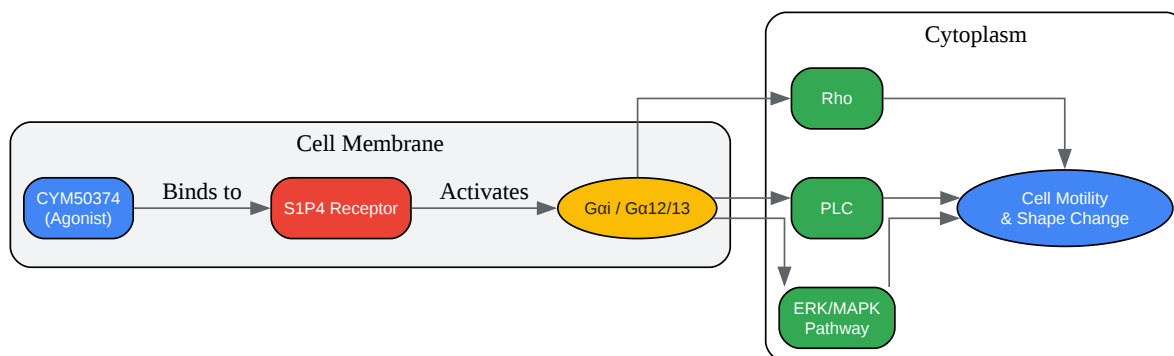 Cytoplasm
Rho
Cell Membrane
CYM50374
(Agonist)
Binds to
S1P4 Receptor
Activates
Gαi / Gα12/13
PLC
Cell Motility
& Shape Change
ERK/MAPK
Pathway